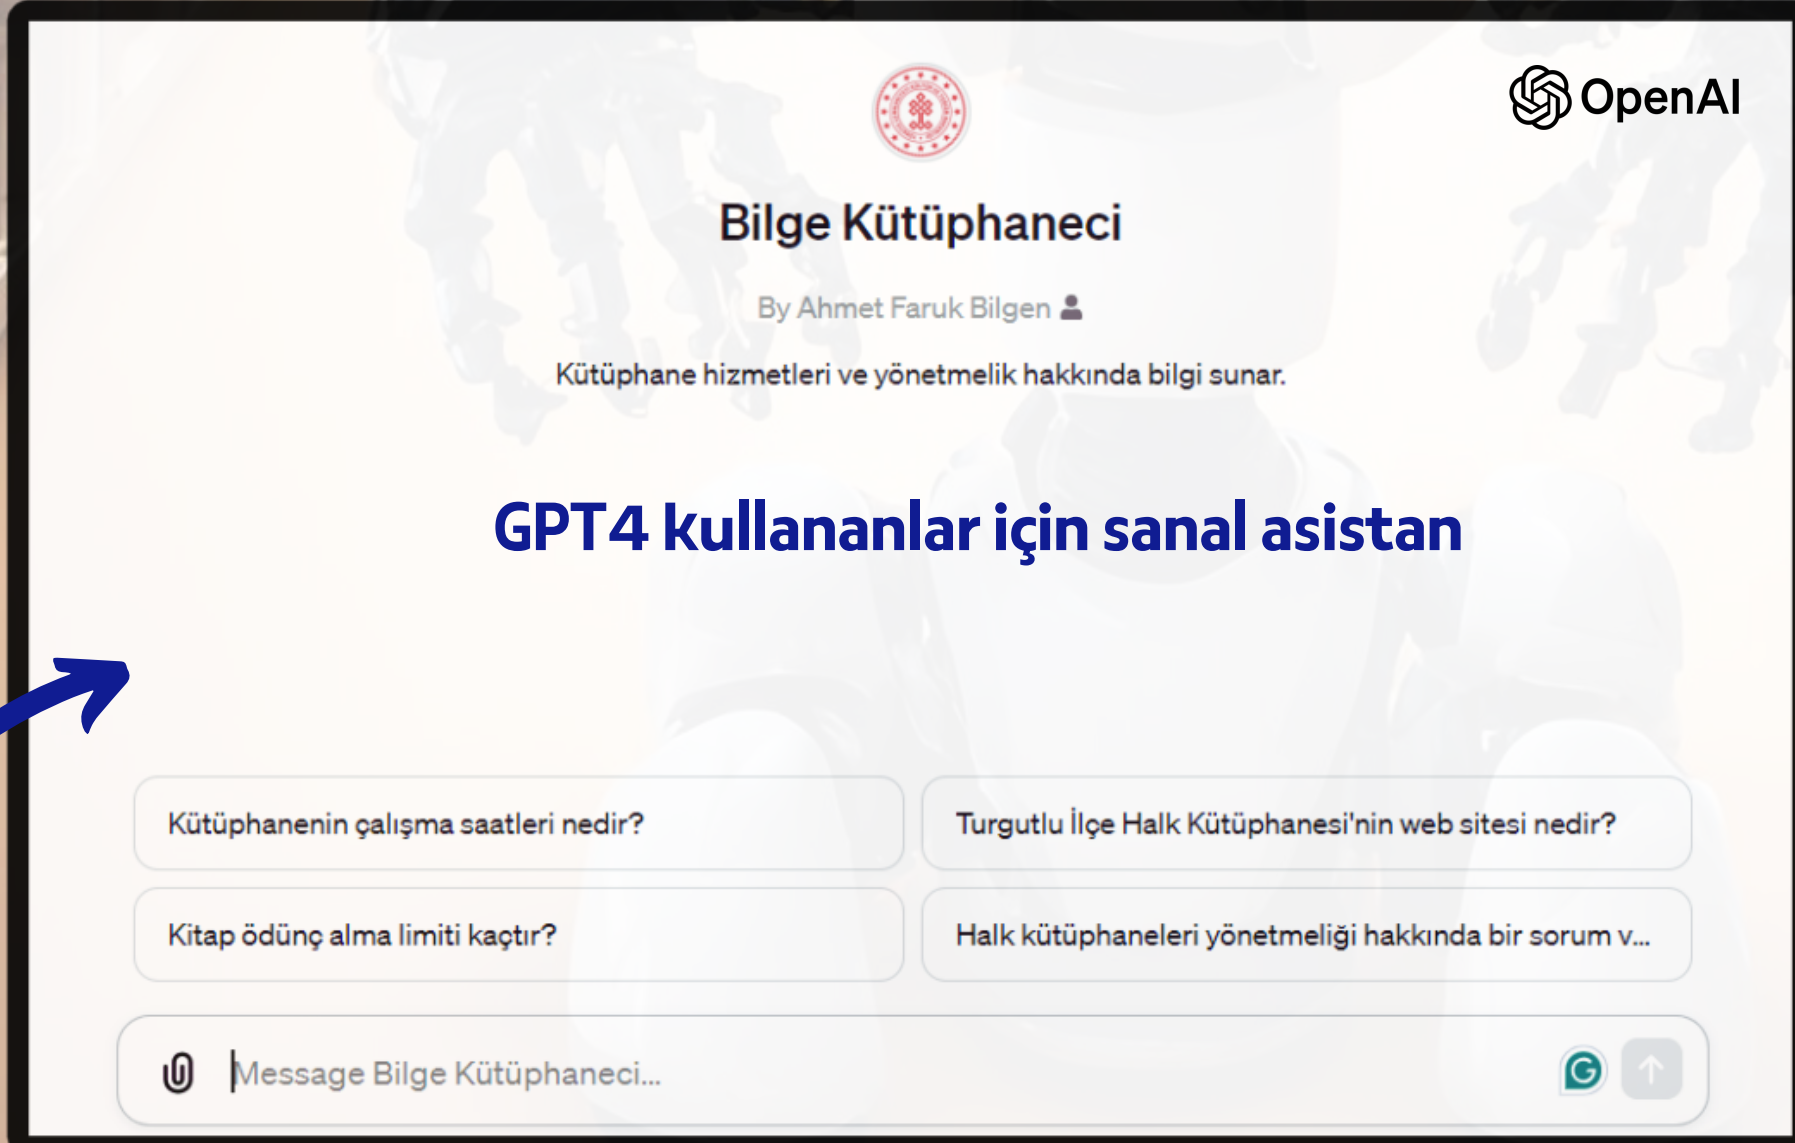 OpenAI
Bilge Kütüphaneci
By Ahmet Faruk Bilgen
Kütüphane hizmetleri ve yönetmelik hakkında bilgi sunar.
GPT4 kullananlar için sanal asistan
Kütüphanenin çalışma saatleri nedir?
Turgutlu İlçe Halk Kütüphanesi'nin web sitesi nedir?
Kitap ödünç alma limiti kaçtır?
Halk kütüphaneleri yönetmeliği hakkında bir sorum v...
Message Bilge Kütüphaneci...